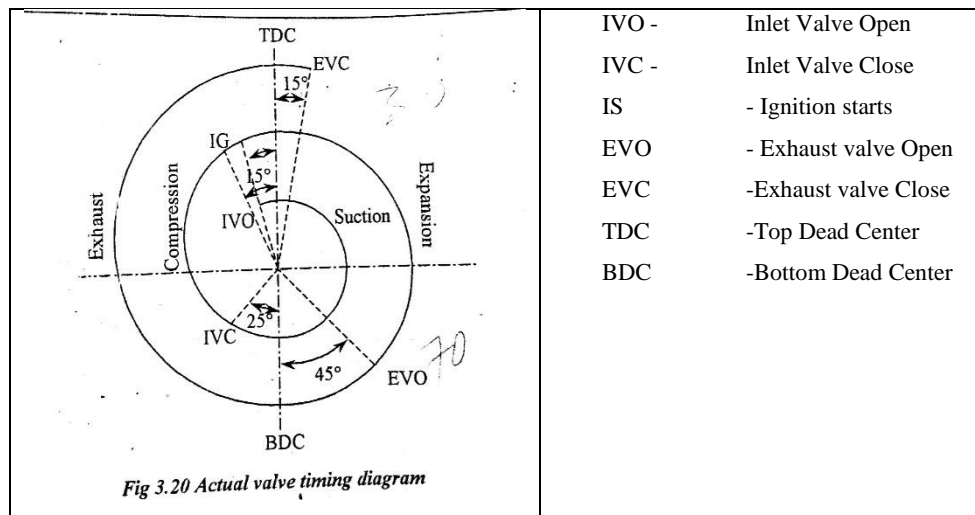 TDC
EVC
15°
IG
15°
IVO
Suction
Exhaust
Compression
Expansion
IVC
25°
45°
EVO
70
BDC
Fig 3.20 Actual valve timing diagram
IVO - Inlet Valve Open
IVC - Inlet Valve Close
IS - Ignition starts
EVO - Exhaust valve Open
EVC -Exhaust valve Close
TDC -Top Dead Center
BDC -Bottom Dead Center